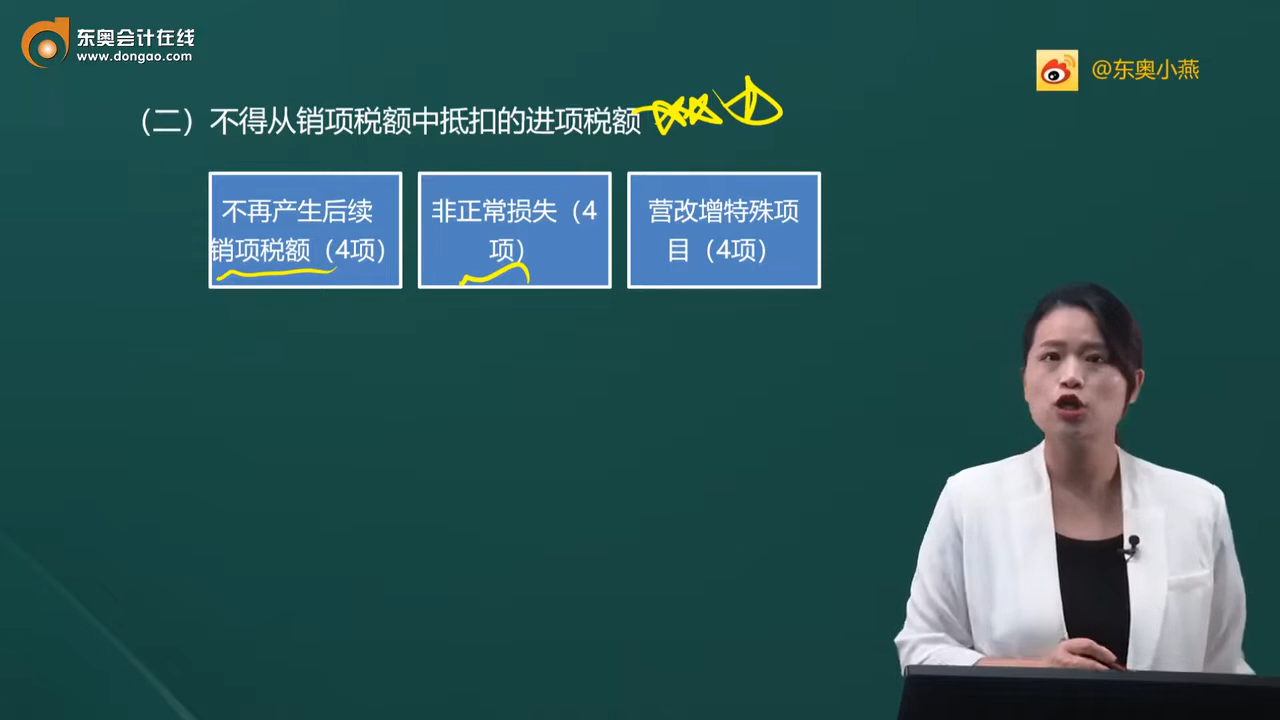 东奥会计在线
www.dongao.com
@东奥小燕
（二）不得从销项税额中抵扣的进项税额
不再产生后续
销项税额（4项）
非正常损失（4
项）
营改增特殊项
目（4项）